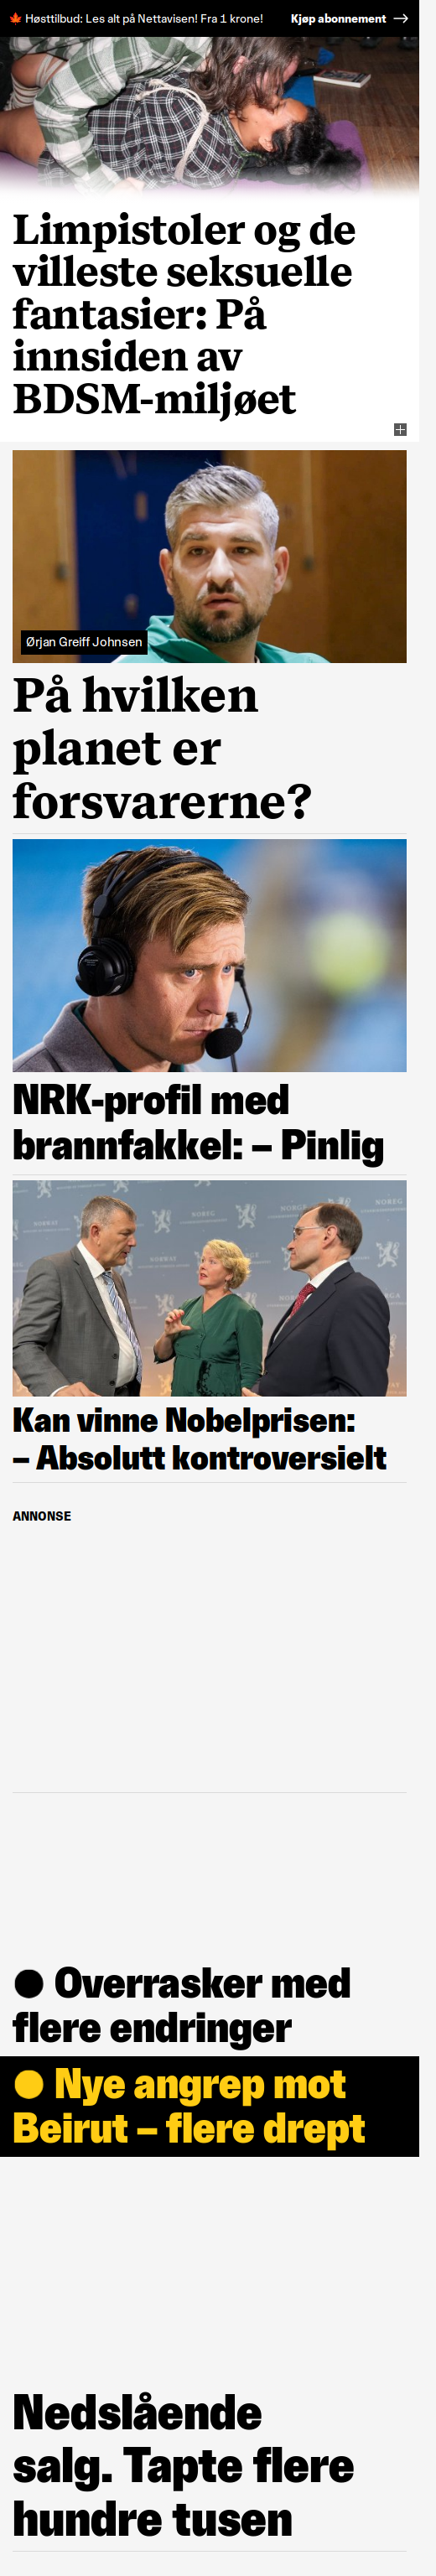 🍁 Høsttilbud: Les alt på Nettavisen! Fra 1 krone! Kjøp abonnement →
Limpistoler og de
villeste seksuelle
fantasier: På
innsiden av
BDSM-miljøet
Ørjan Greiff Johnsen
På hvilken
planet er
forsvarerne?
NRK-profil med
brannfakkel: – Pinlig
Kan vinne Nobelprisen:
– Absolutt kontroversielt
ANNONSE
● Overrasker med
flere endringer
● Nye angrep mot
Beirut – flere drept
Nedslående
salg. Tapte flere
hundre tusen